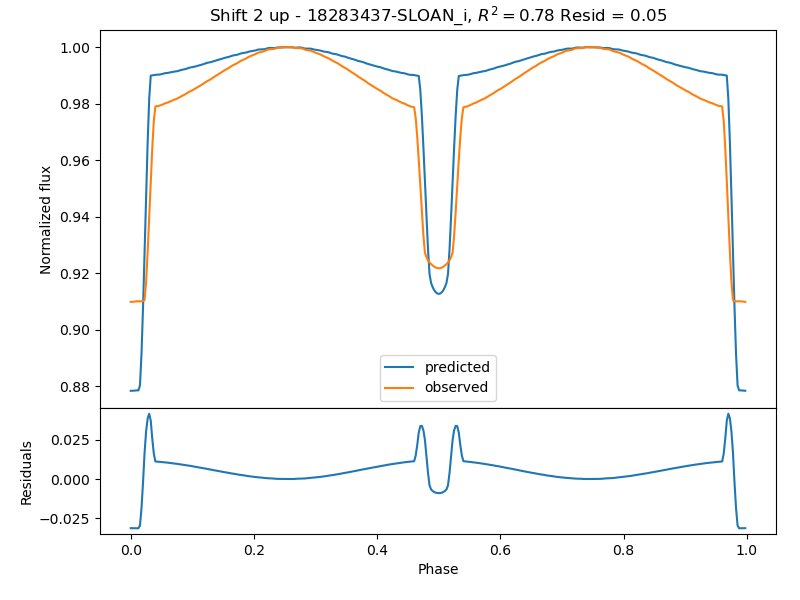 Shift 2 up - 18283437-SLOAN_i, R² = 0.78 Resid = 0.05
1.00
0.98
0.96
0.94
0.92
0.90
0.88
Normalized flux
predicted
observed
0.025
0.000
−0.025
Residuals
0.0 0.2 0.4 0.6 0.8 1.0
Phase